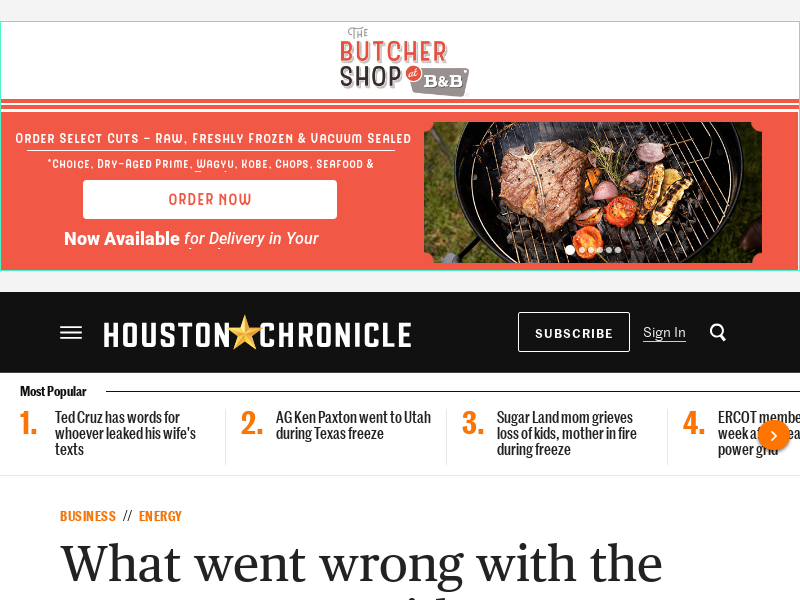 The
BUTCHER
SHOP at B&B
Order Select Cuts – Raw, Freshly Frozen & Vacuum Sealed
*Choice, Dry-Aged Prime, Wagyu, Kobe, Chops, Seafood &
ORDER NOW
Now Available for Delivery in Your
HOUSTON CHRONICLE
SUBSCRIBE
Sign In
Most Popular
1.
Ted Cruz has words for
whoever leaked his wife's
texts
2.
AG Ken Paxton went to Utah
during Texas freeze
3.
Sugar Land mom grieves
loss of kids, mother in fire
during freeze
4.
ERCOT
week
power grid
BUSINESS // ENERGY
What went wrong with the